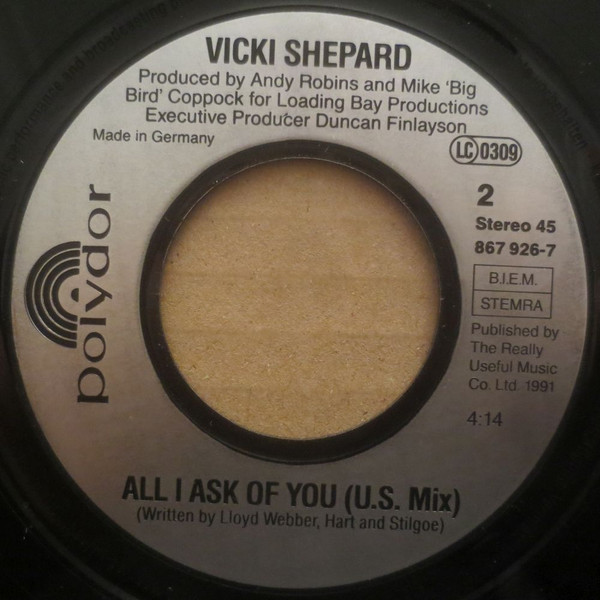 VICKI SHEPARD
Produced by Andy Robins and Mike 'Big
Bird' Coppock for Loading Bay Productions
Executive Producer Duncan Finlayson
Made in Germany
LC 0309
polydor
2
Stereo 45
867 926-7
B.I.E.M.
STEMRA
Published by
The Really
Useful Music
Co. Ltd. 1991
4:14
ALL I ASK OF YOU (U.S. Mix)
(Written by Lloyd Webber, Hart and Stilgoe)